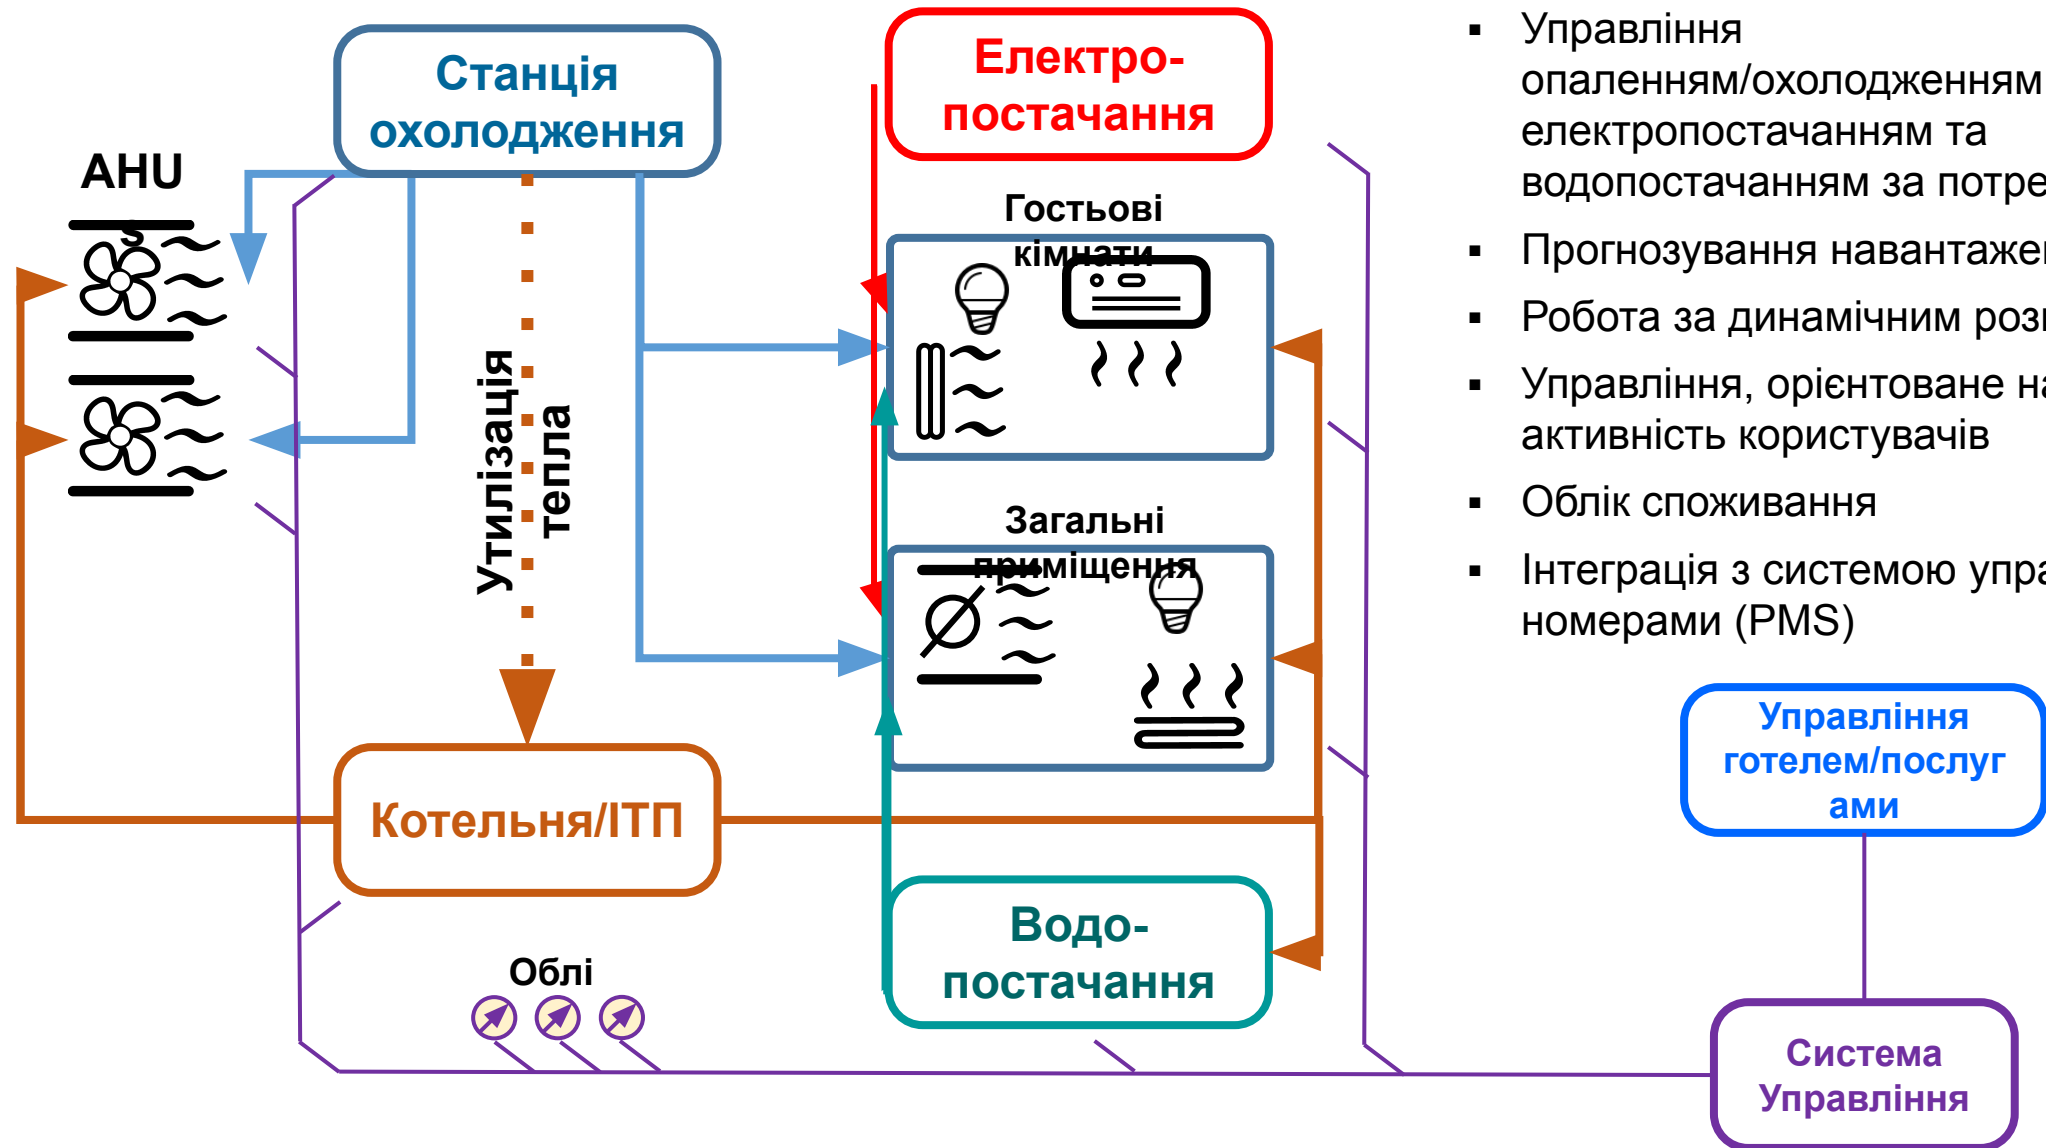 Станція
охолодження
Електро-
постачання
AHU
s
Гостьові
кімнати
Утилізація
тепла
Загальні
приміщення
Котельня/ІТП
Водо-
постачання
Облі
▪ Управління
опаленням/охолодженням
електропостачанням та
водопостачанням за потре
▪ Прогнозування навантаже
▪ Робота за динамічним роз
▪ Управління, орієнтоване на
активність користувачів
▪ Облік споживання
▪ Інтеграція з системою упра
номерами (PMS)
Управління
готелем/послуг
ами
Система
Управління